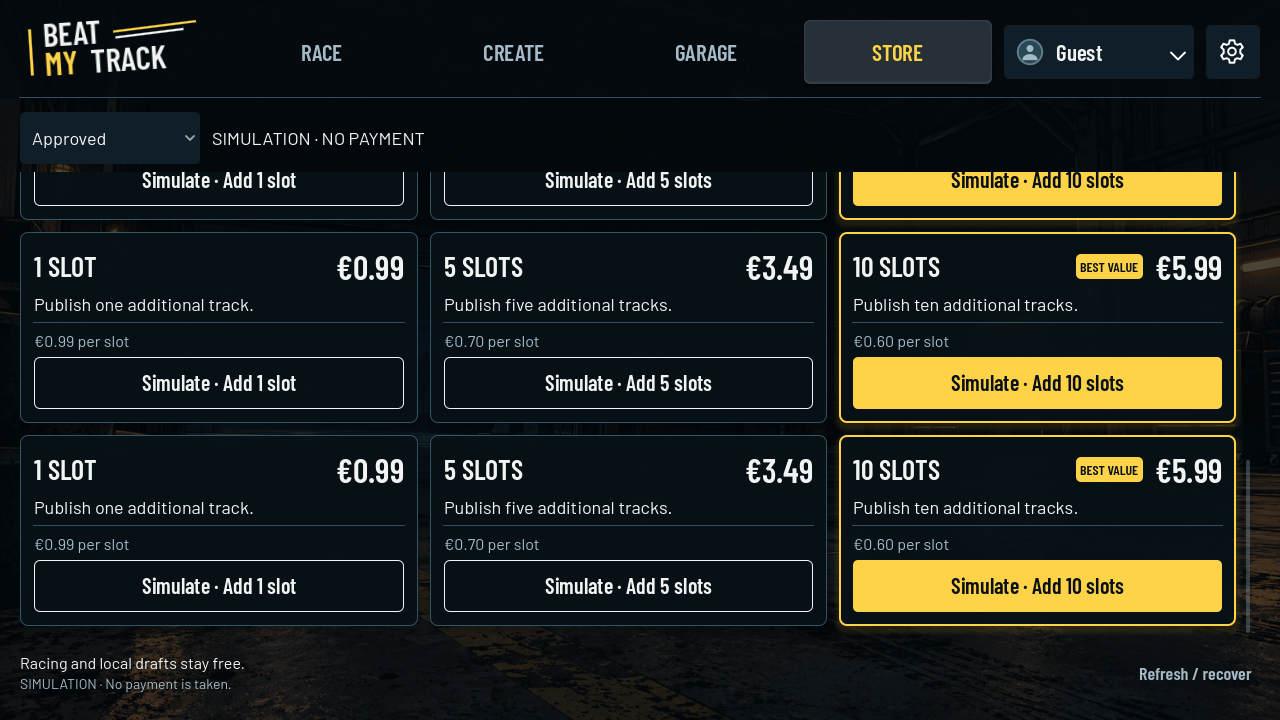 BEAT
MY TRACK
RACE
CREATE
GARAGE
STORE
Guest
Approved
SIMULATION · NO PAYMENT
Simulate · Add 1 slot
Simulate · Add 5 slots
Simulate · Add 10 slots
1 SLOT €0.99
Publish one additional track.
€0.99 per slot
Simulate · Add 1 slot
5 SLOTS €3.49
Publish five additional tracks.
€0.70 per slot
Simulate · Add 5 slots
10 SLOTS BEST VALUE €5.99
Publish ten additional tracks.
€0.60 per slot
Simulate · Add 10 slots
1 SLOT €0.99
Publish one additional track.
€0.99 per slot
Simulate · Add 1 slot
5 SLOTS €3.49
Publish five additional tracks.
€0.70 per slot
Simulate · Add 5 slots
10 SLOTS BEST VALUE €5.99
Publish ten additional tracks.
€0.60 per slot
Simulate · Add 10 slots
Racing and local drafts stay free.
SIMULATION · No payment is taken.
Refresh / recover